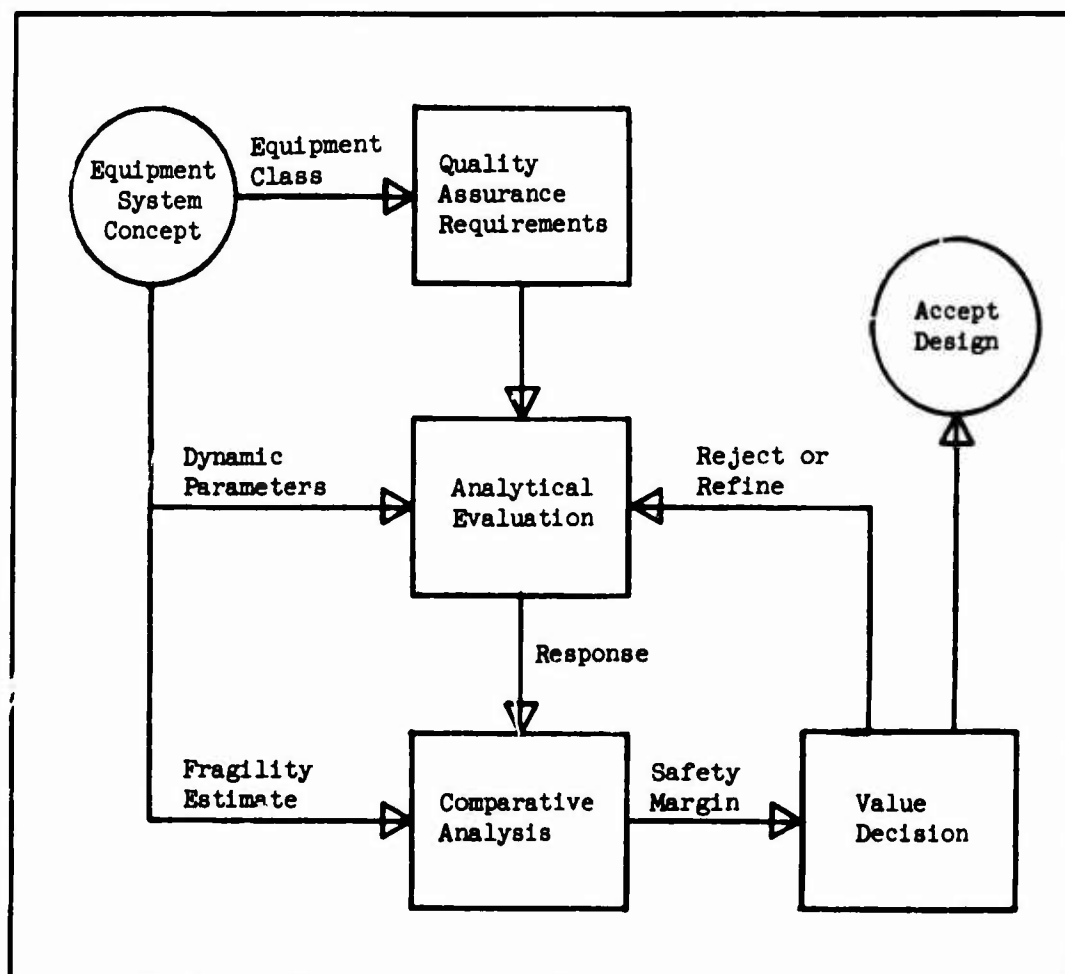 Equipment
System
Concept
Equipment
Class
Quality
Assurance
Requirements
Accept
Design
Dynamic
Parameters
Analytical
Evaluation
Reject or
Refine
Response
Fragility
Estimate
Comparative
Analysis
Safety
Margin
Value
Decision